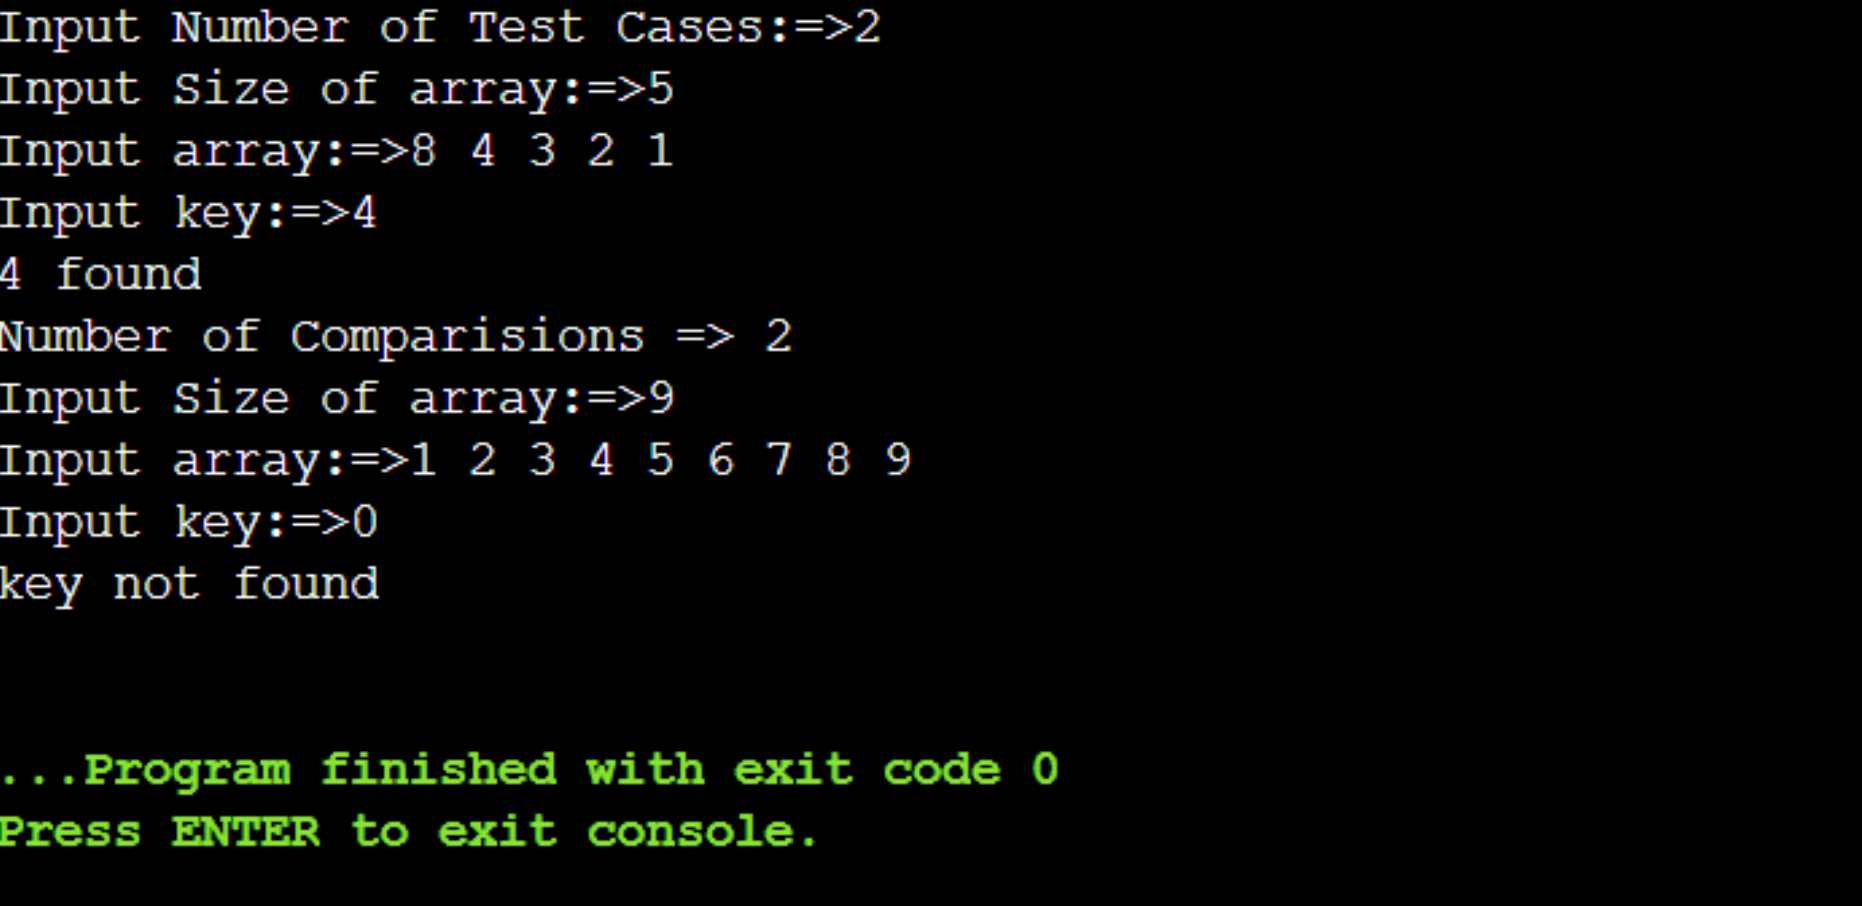 Input Number of Test Cases:=>2
Input Size of array:=>5
Input array:=>8 4 3 2 1
Input key:=>4
4 found
Number of Comparisions => 2
Input Size of array:=>9
Input array:=>1 2 3 4 5 6 7 8 9
Input key:=>0
key not found
...Program finished with exit code 0
Press ENTER to exit console.